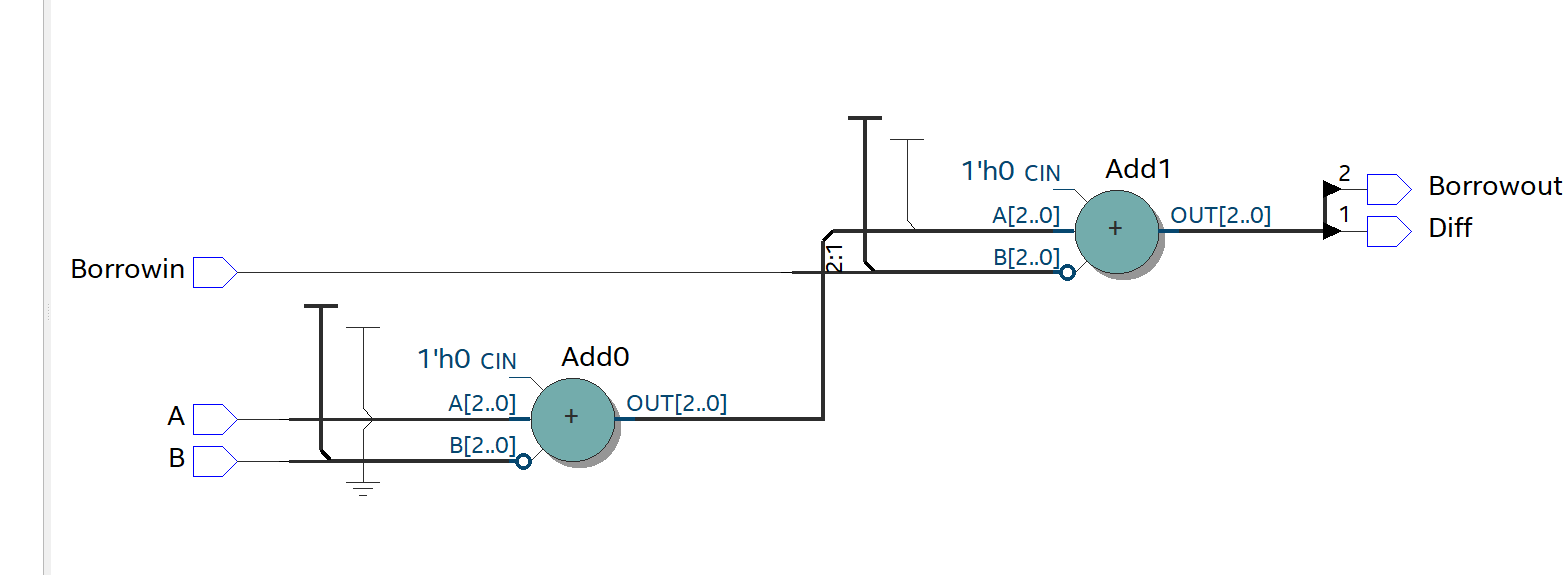 1'h0 CIN
Add1
A[2..0]
OUT[2..0]
B[2..0]
2
Borrowout
1
Diff
Borrowin
2:1
1'h0 CIN
Add0
A
A[2..0]
OUT[2..0]
B
B[2..0]
+
+